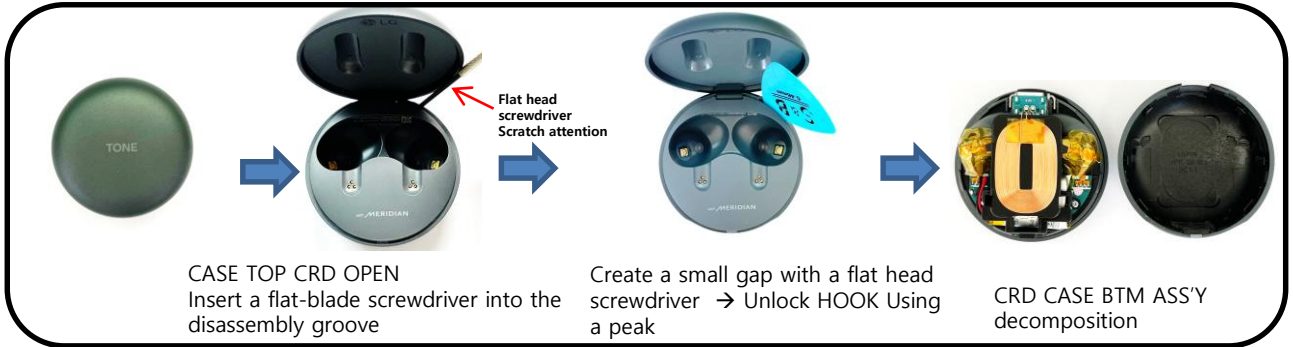 TONE
LG
MERIDIAN
Flat head
screwdriver
Scratch attention
MERIDIAN
CASE TOP CRD OPEN
Insert a flat-blade screwdriver into the
disassembly groove
Create a small gap with a flat head
screwdriver → Unlock HOOK Using
a peak
CRD CASE BTM ASS'Y
decomposition